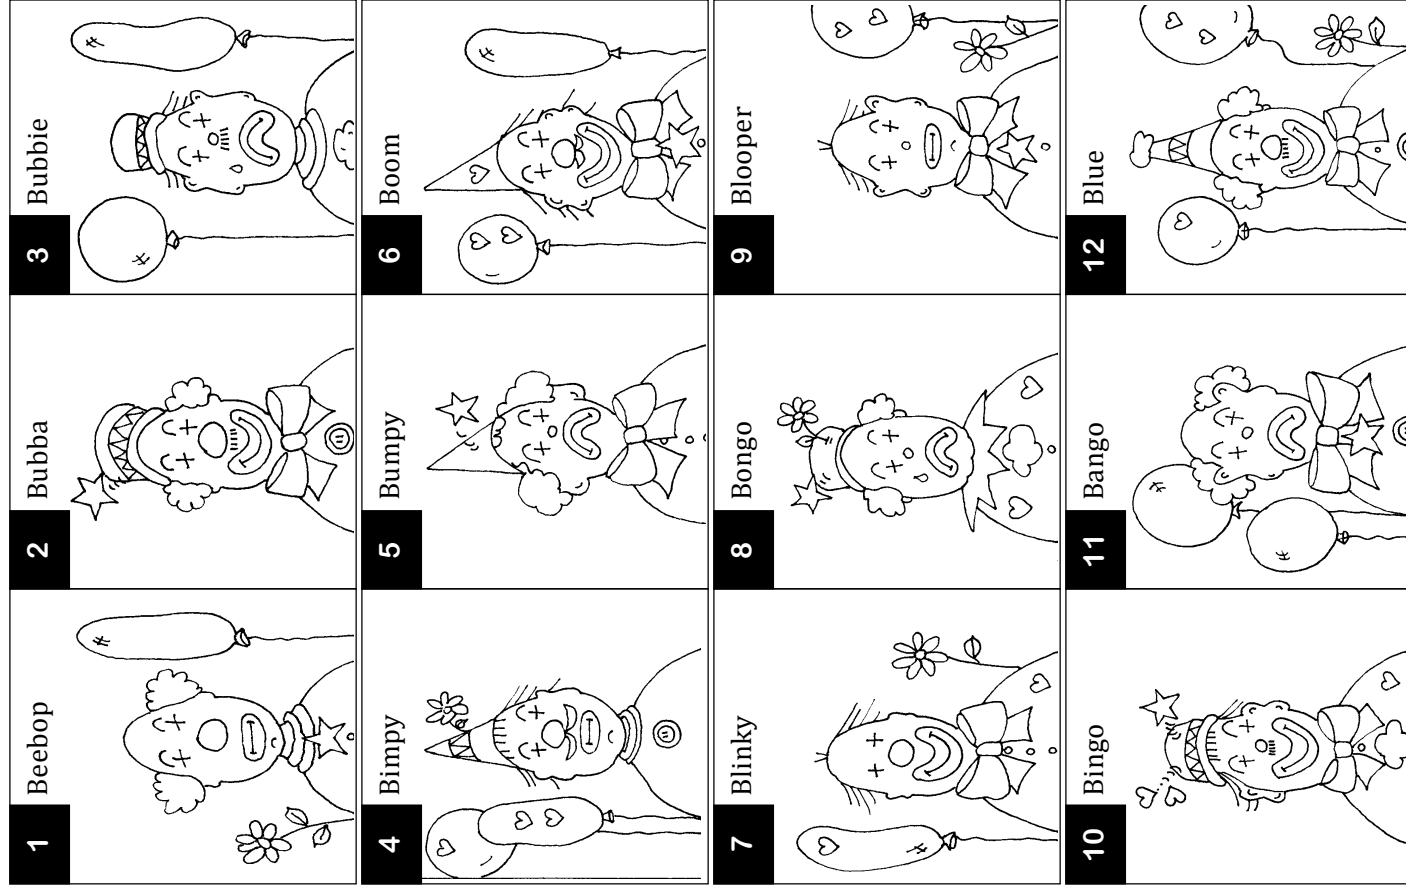 1 Beebop
2 Bubba
3 Bubbie
4 Bimpy
5 Bumpy
6 Boom
7 Blinky
8 Bongo
9 Blooper
10 Bingo
11 Bango
12 Blue